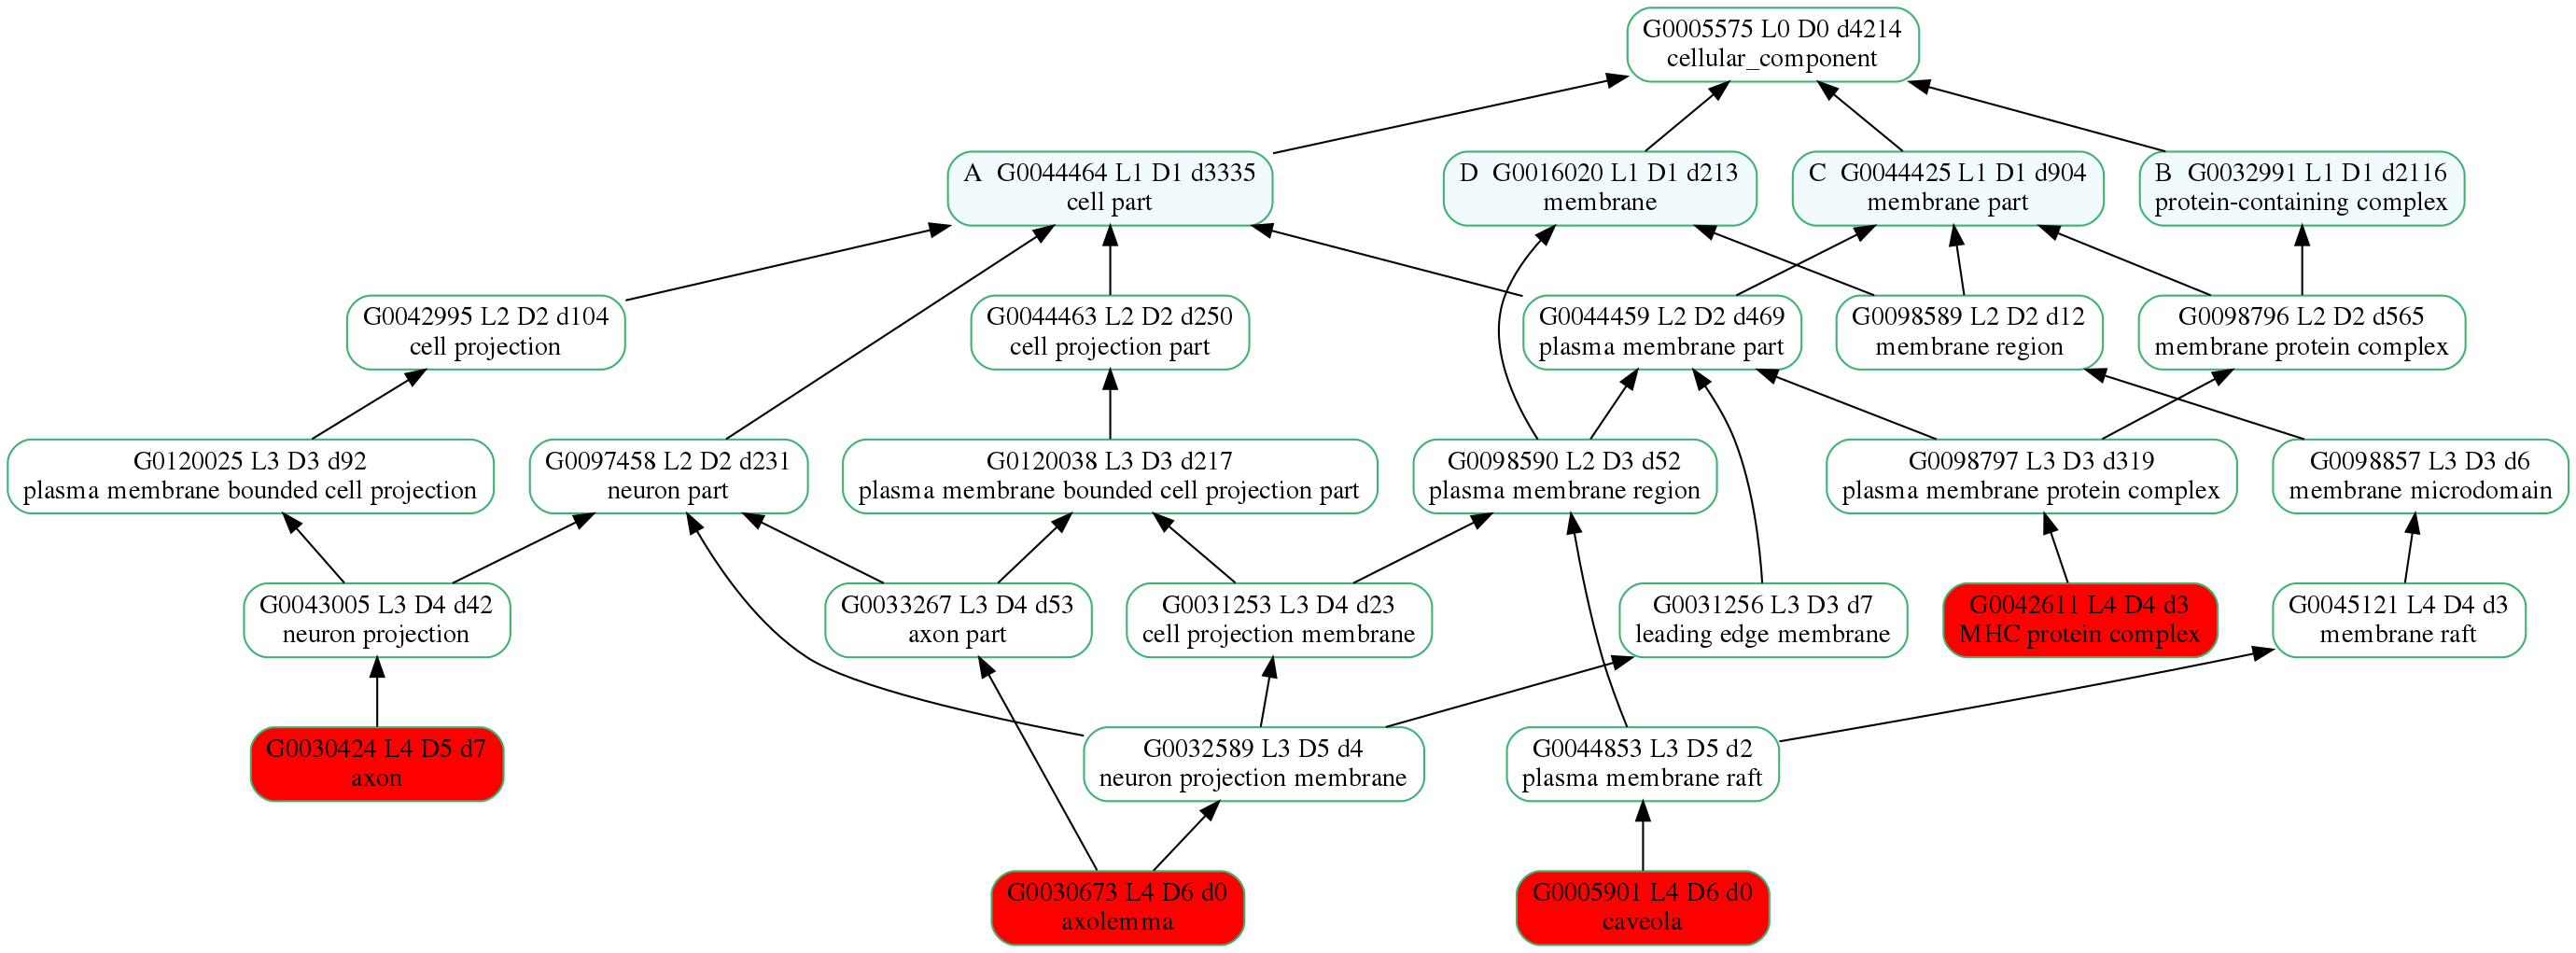 G0005575 L0 D0 d4214
cellular_component
A  G0044464 L1 D1 d3335
cell part
D  G0016020 L1 D1 d213
membrane
C  G0044425 L1 D1 d904
membrane part
B  G0032991 L1 D1 d2116
protein-containing complex
G0042995 L2 D2 d104
cell projection
G0044463 L2 D2 d250
cell projection part
G0044459 L2 D2 d469
plasma membrane part
G0098589 L2 D2 d12
membrane region
G0098796 L2 D2 d565
membrane protein complex
G0120025 L3 D3 d92
plasma membrane bounded cell projection
G0097458 L2 D2 d231
neuron part
G0120038 L3 D3 d217
plasma membrane bounded cell projection part
G0098590 L2 D3 d52
plasma membrane region
G0098797 L3 D3 d319
plasma membrane protein complex
G0098857 L3 D3 d6
membrane microdomain
G0043005 L3 D4 d42
neuron projection
G0033267 L3 D4 d53
axon part
G0031253 L3 D4 d23
cell projection membrane
G0031256 L3 D3 d7
leading edge membrane
G0042611 L4 D4 d3
MHC protein complex
G0045121 L4 D4 d3
membrane raft
G0030424 L4 D5 d7
axon
G0032589 L3 D5 d4
neuron projection membrane
G0044853 L3 D5 d2
plasma membrane raft
G0030673 L4 D6 d0
axolemma
G0005901 L4 D6 d0
caveola